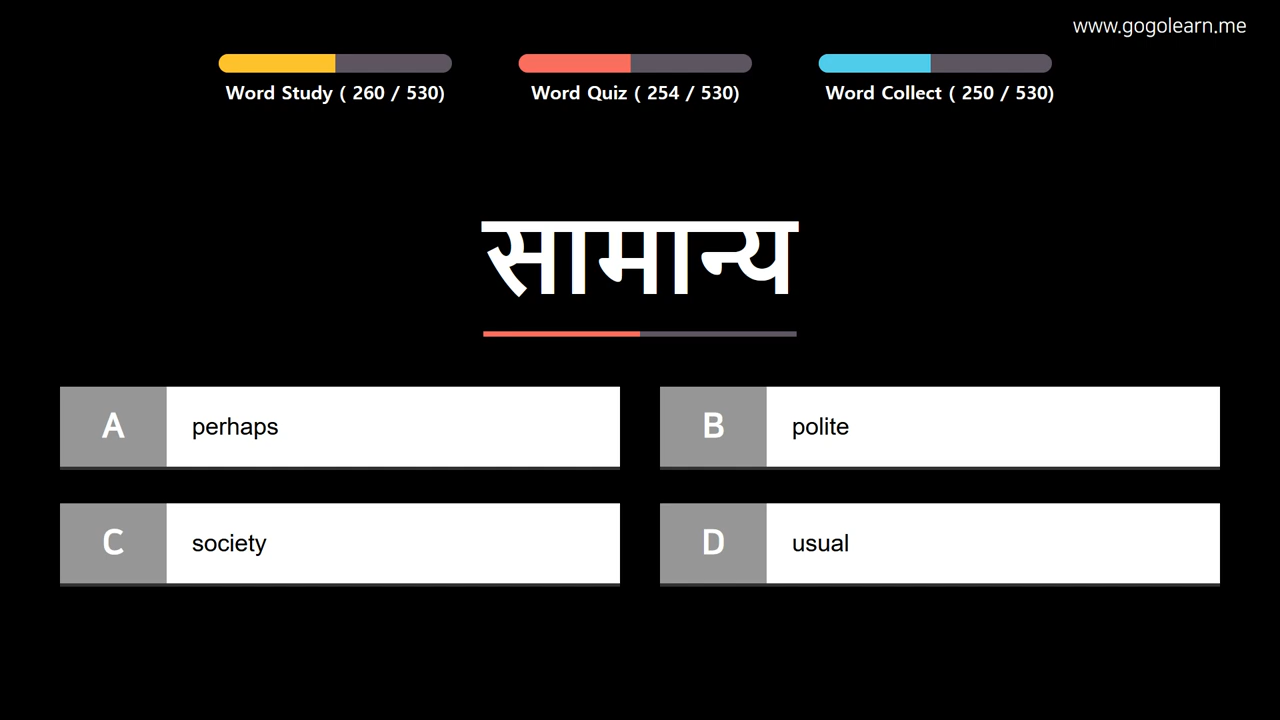 www.gogolearn.me
Word Study ( 260 / 530)
Word Quiz ( 254 / 530)
Word Collect ( 250 / 530)
सामान्य
A perhaps
B polite
C society
D usual